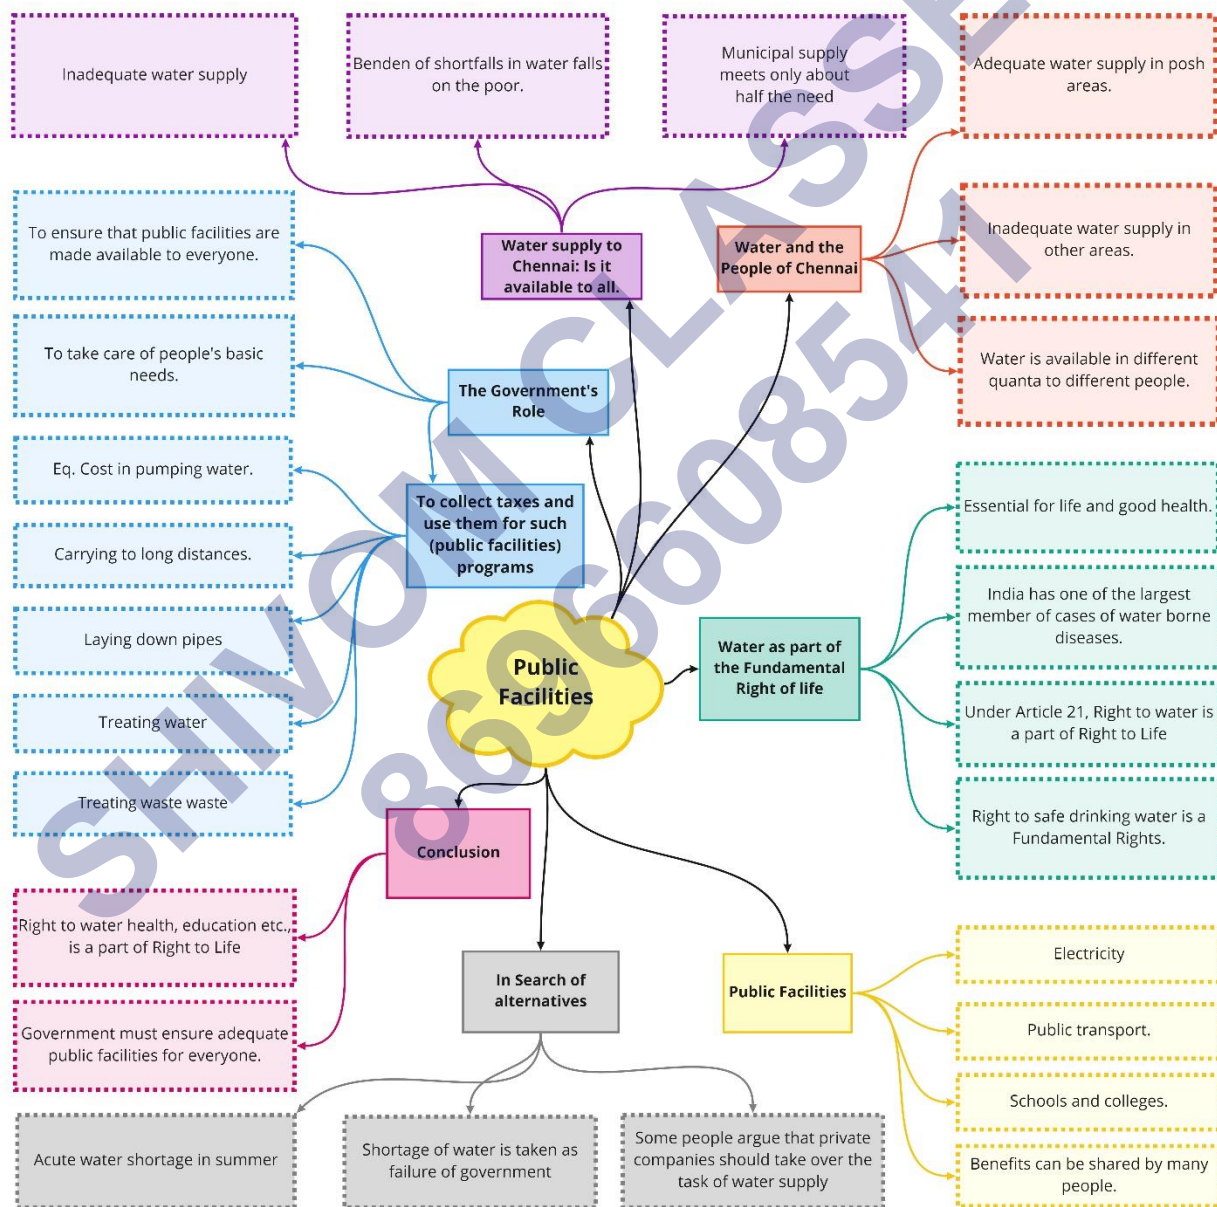 Inadequate water supply
Benden of shortfalls in water falls
on the poor.
Municipal supply
meets only about
half the need
Adequate water supply in posh
areas.
To ensure that public facilities are
made available to everyone.
Water supply to
Chennai: Is it
available to all.
Water and the
People of Chennai
Inadequate water supply in
other areas.
To take care of people's basic
needs.
The Government's
Role
Water is available in different
quanta to different people.
Eq. Cost in pumping water.
To collect taxes and
use them for such
(public facilities)
programs
Essential for life and good health.
Carrying to long distances.
India has one of the largest
member of cases of water borne
diseases.
Laying down pipes
Public
Facilities
Water as part of
the Fundamental
Right of life
Under Article 21, Right to water is
a part of Right to Life
Treating water
Treating waste waste
Right to safe drinking water is a
Fundamental Rights.
Conclusion
Right to water health, education etc.,
is a part of Right to Life
Government must ensure adequate
public facilities for everyone.
In Search of
alternatives
Public Facilities
Electricity
Public transport.
Schools and colleges.
Benefits can be shared by many
people.
Acute water shortage in summer
Shortage of water is taken as
failure of government
Some people argue that private
companies should take over the
task of water supply
SHIVOM CLASSE
8696608541